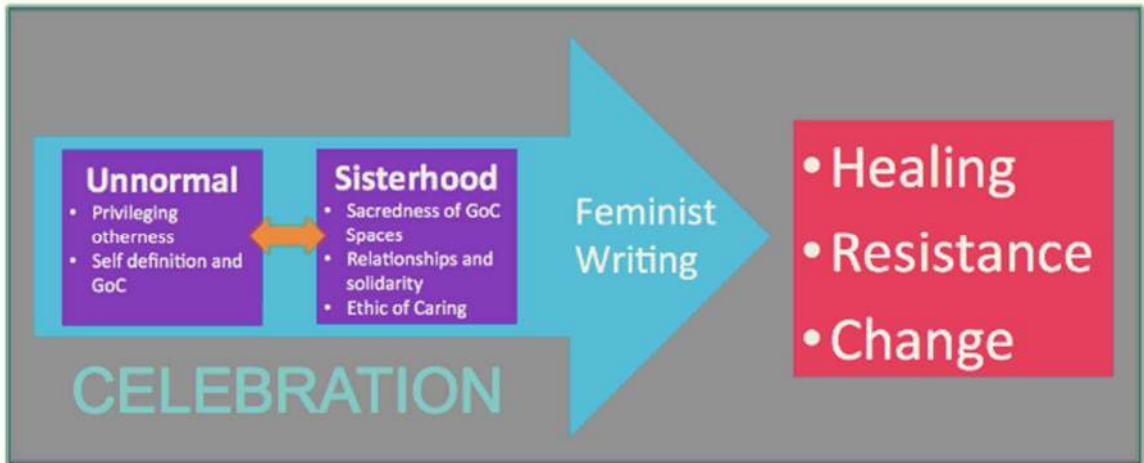 Unnormal
• Privileging
otherness
• Self definition and
GoC
Sisterhood
• Sacredness of GoC
Spaces
• Relationships and
solidarity
• Ethic of Caring
Feminist
Writing
• Healing
• Resistance
• Change
CELEBRATION